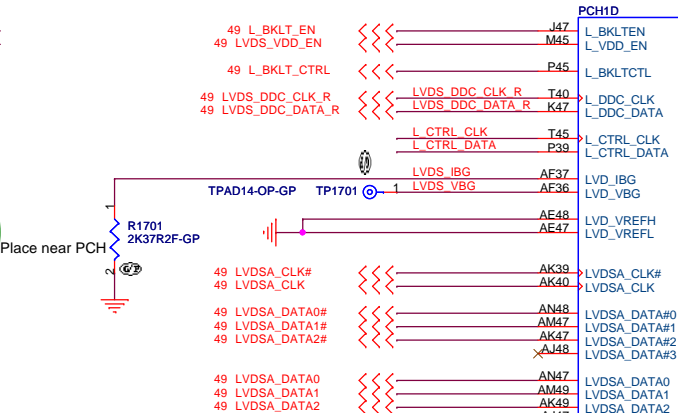 PCH1D
49 L_BKLT_EN J47 L_BKLTEN
49 LVDS_VDD_EN M45 L_VDD_EN
49 L_BKLT_CTRL P45 L_BKLTCTL
49 LVDS_DDC_CLK_R LVDS_DDC_CLK_R T40 L_DDC_CLK
49 LVDS_DDC_DATA_R LVDS_DDC_DATA_R K47 L_DDC_DATA
L_CTRL_CLK T45 L_CTRL_CLK
L_CTRL_DATA P39 L_CTRL_DATA
LVDS_IBG AF37 LVD_IBG
TPAD14-OP-GP TP1701 1 LVDS_VBG AF36 LVD_VBG
1
R1701
2K37R2F-GP
Place near PCH
2
AE48 LVD_VREFH
AE47 LVD_VREFL
49 LVDSA_CLK# AK39 LVDSA_CLK#
49 LVDSA_CLK AK40 LVDSA_CLK
49 LVDSA_DATA0# AN48 LVDSA_DATA#0
49 LVDSA_DATA1# AM47 LVDSA_DATA#1
49 LVDSA_DATA2# AK47 LVDSA_DATA#2
AJ48 LVDSA_DATA#3
49 LVDSA_DATA0 AN47 LVDSA_DATA0
49 LVDSA_DATA1 AM49 LVDSA_DATA1
49 LVDSA_DATA2 AK49 LVDSA_DATA2